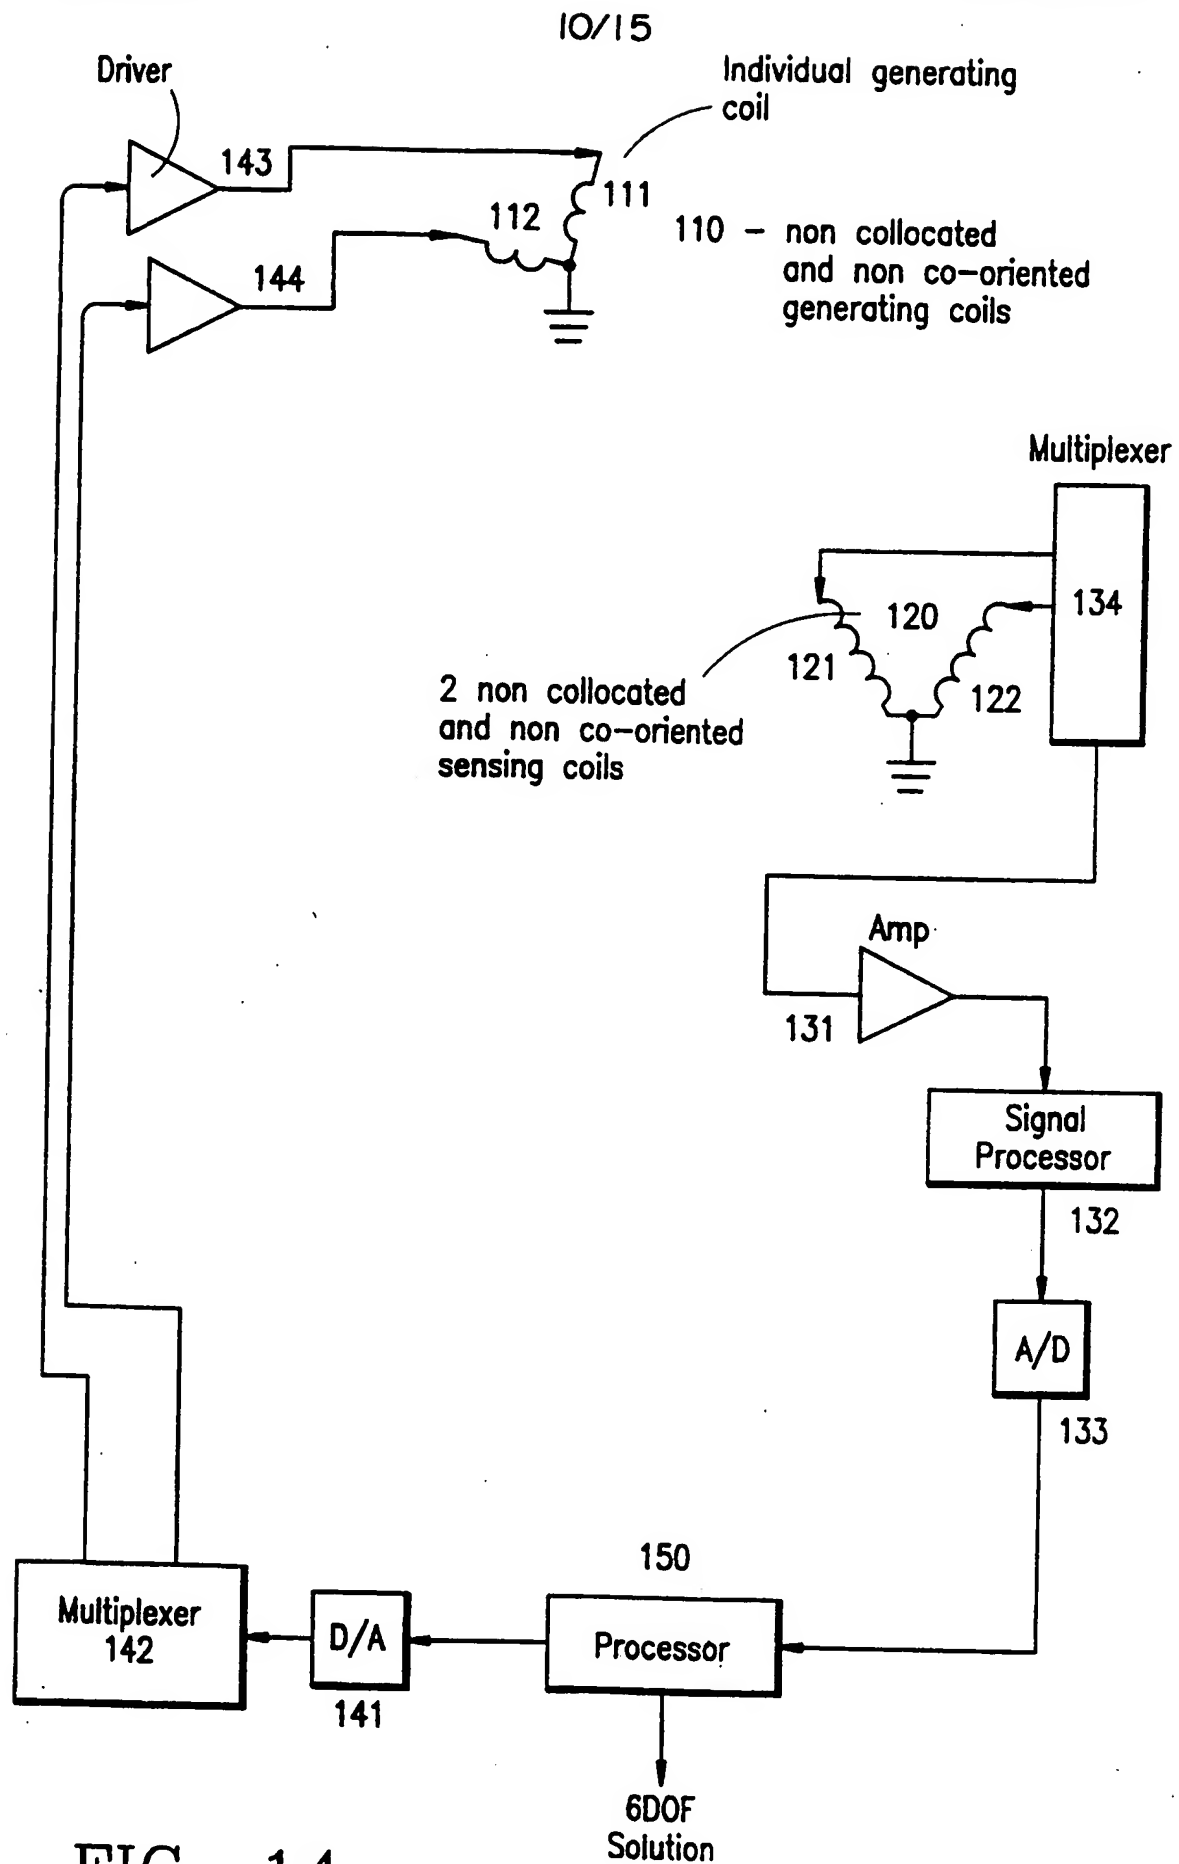 10/15
Driver
Individual generating
coil
143
111
112
110 - non collocated
and non co-oriented
generating coils
144
Multiplexer
134
120
121
122
2 non collocated
and non co-oriented
sensing coils
Amp
131
Signal
Processor
132
A/D
133
150
Multiplexer
142
D/A
141
Processor
6DOF
Solution
FIG. 14